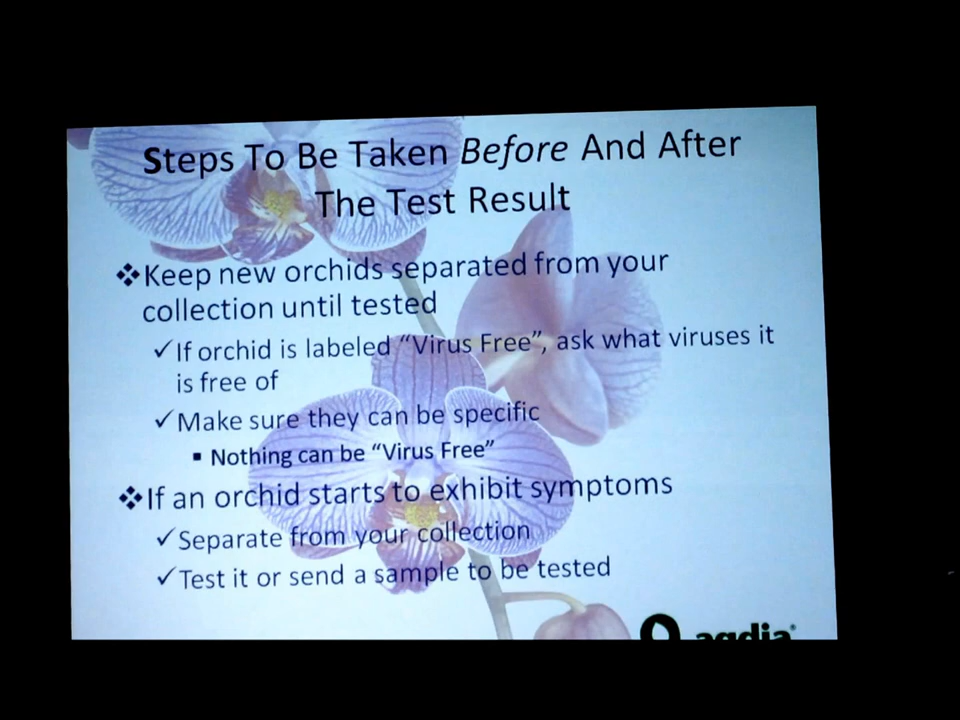 Steps To Be Taken Before And After
The Test Result
❖Keep new orchids separated from your
collection until tested
✓If orchid is labeled “Virus Free”, ask what viruses it
is free of
✓Make sure they can be specific
▪ Nothing can be “Virus Free”
❖If an orchid starts to exhibit symptoms
✓Separate from your collection
✓Test it or send a sample to be tested
agdia®